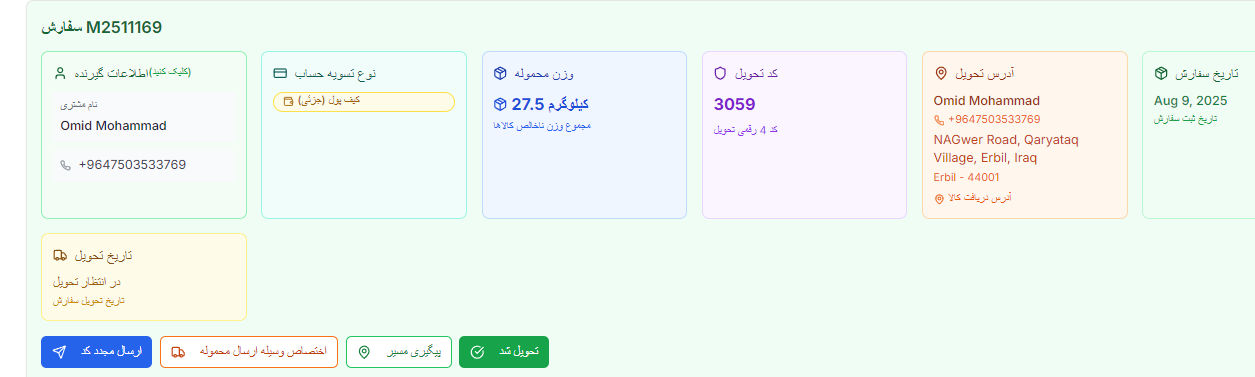 سفارش M2511169
اطلاعات گیرنده(کلیک کنید)
نام مشتری
Omid Mohammad
+9647503533769
نوع تسویه حساب
کیف پول (جزئی)
وزن محموله
27.5 کیلوگرم
مجموع وزن ناخالص کالاها
کد تحویل
3059
کد 4 رقمی تحویل
آدرس تحویل
Omid Mohammad
+9647503533769
NAGwer Road, Qaryataq
Village, Erbil, Iraq
Erbil - 44001
آدرس دریافت کالا
تاریخ سفارش
Aug 9, 2025
تاریخ ثبت سفارش
تاریخ تحویل
در انتظار تحویل
تاریخ تحویل سفارش
ارسال مجدد کد
اختصاص وسیله ارسال محموله
پیگیری مسیر
تحویل شد